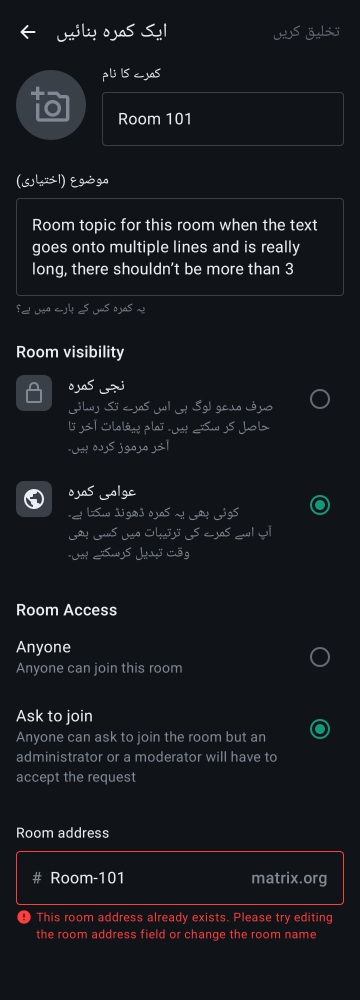 ایک کمرہ بنائیں
تخلیق کریں
کمرے کا نام
Room 101
موضوع (اختیاری)
Room topic for this room when the text
goes onto multiple lines and is really
long, there shouldn’t be more than 3
یہ کمرہ کس کے بارے میں ہے؟
Room visibility
نجی کمرہ
صرف مدعو لوگ ہی اس کمرے تک رسائی
حاصل کر سکتے ہیں۔ تمام پیغامات آخر تا
آخر مرموز کردہ ہیں۔
عوامی کمرہ
کوئی بھی یہ کمرہ ڈھونڈ سکتا ہے۔
آپ اسے کمرے کی ترتیبات میں کسی بھی
وقت تبدیل کرسکتے ہیں۔
Room Access
Anyone
Anyone can join this room
Ask to join
Anyone can ask to join the room but an
administrator or a moderator will have to
accept the request
Room address
# Room-101 matrix.org
This room address already exists. Please try editing
the room address field or change the room name